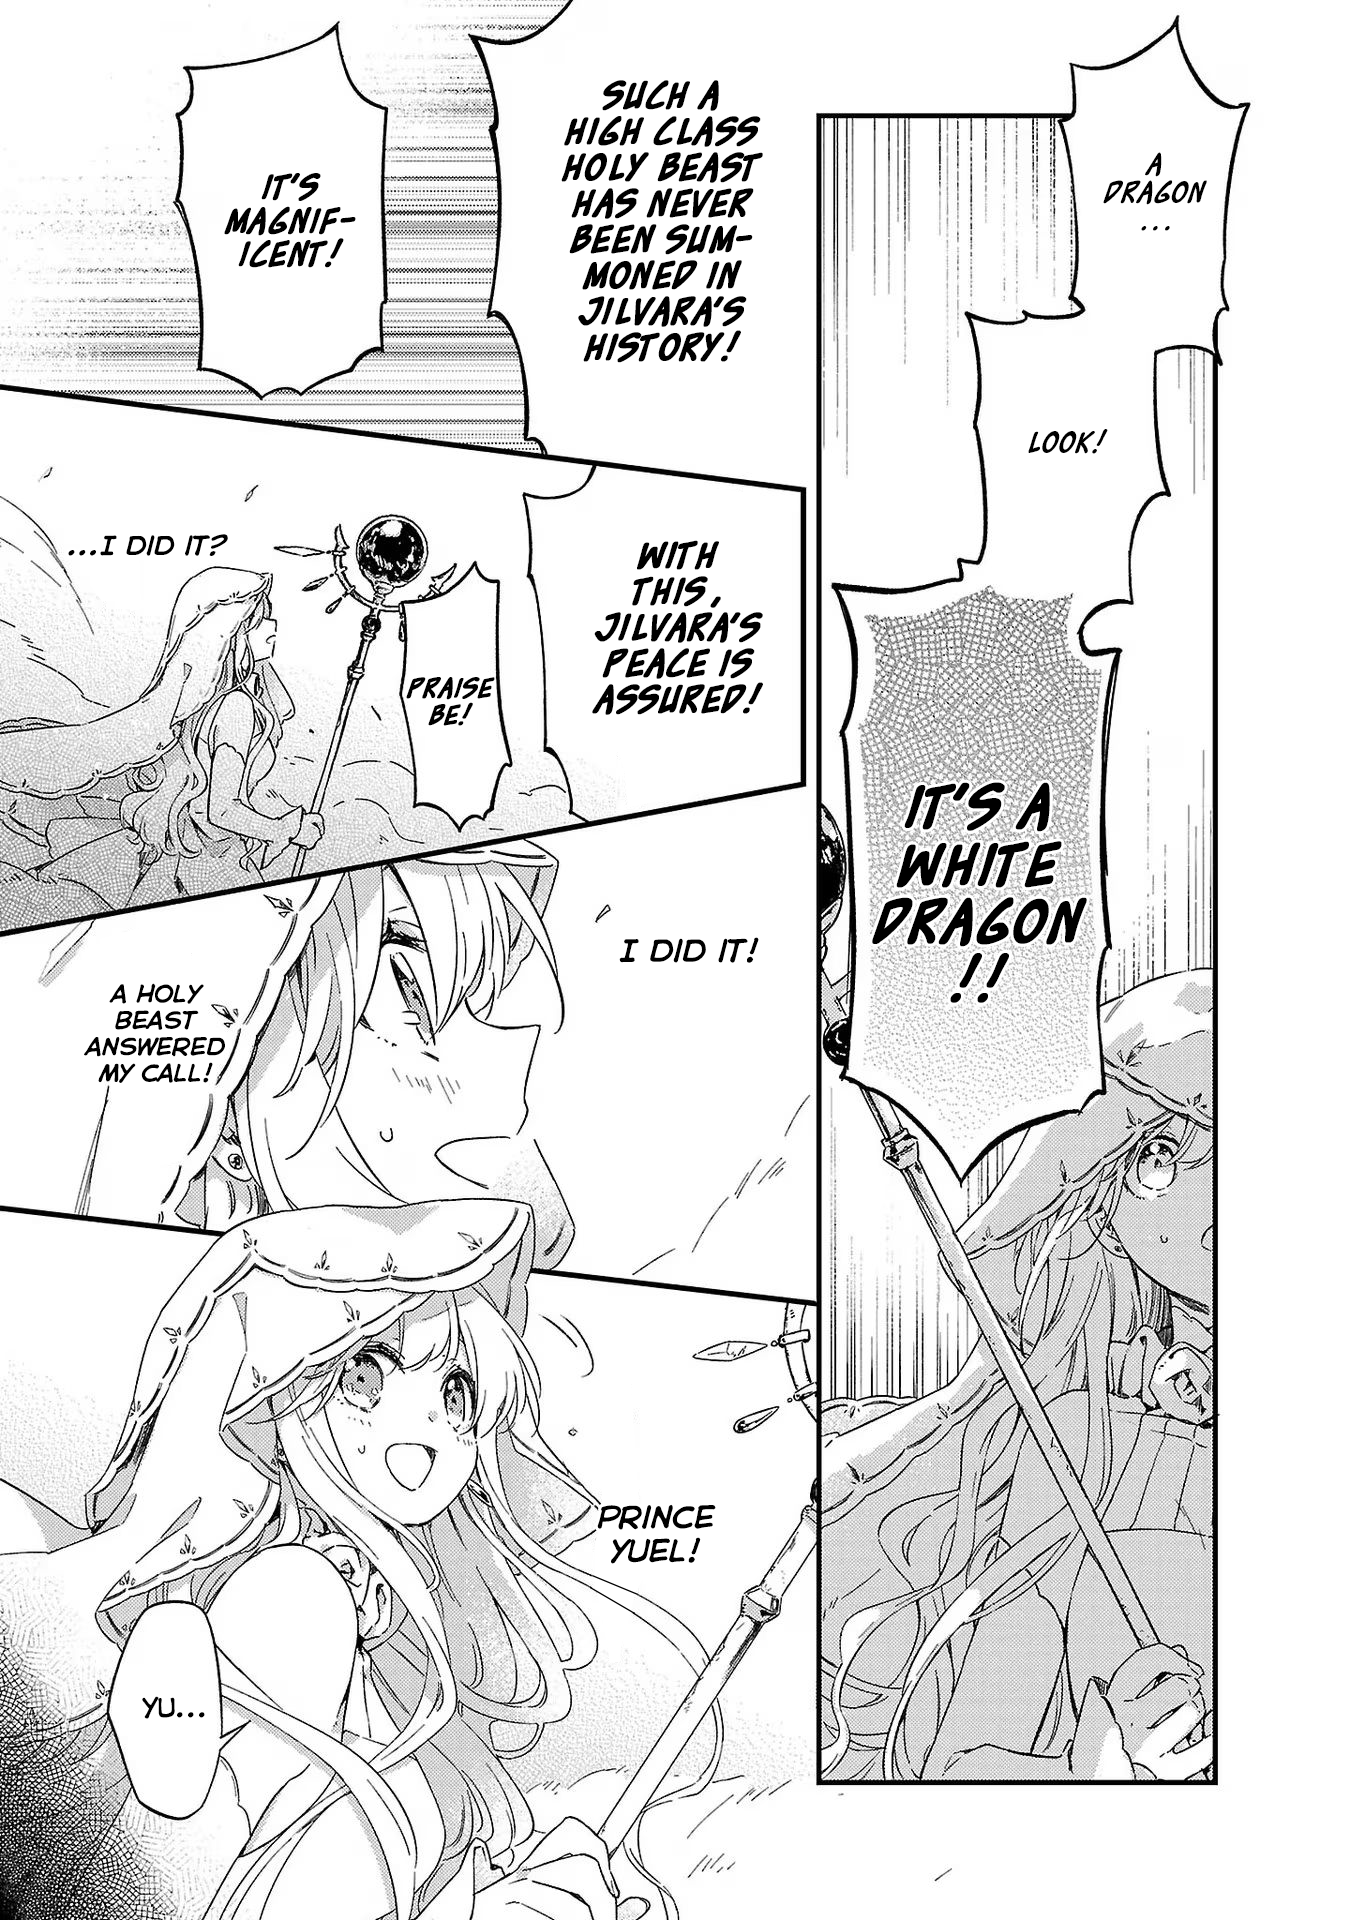 A
DRAGON
...
LOOK!
IT'S A
WHITE
DRAGON
!!
SUCH A
HIGH CLASS
HOLY BEAST
HAS NEVER
BEEN SUM-
MONED IN
JILVARA'S
HISTORY!
IT'S
MAGNIF-
ICENT!
WITH
THIS,
JILVARA'S
PEACE IS
ASSURED!
PRAISE
BE!
...I DID IT?
I DID IT!
A HOLY
BEAST
ANSWERED
MY CALL!
PRINCE
YUEL!
YU...